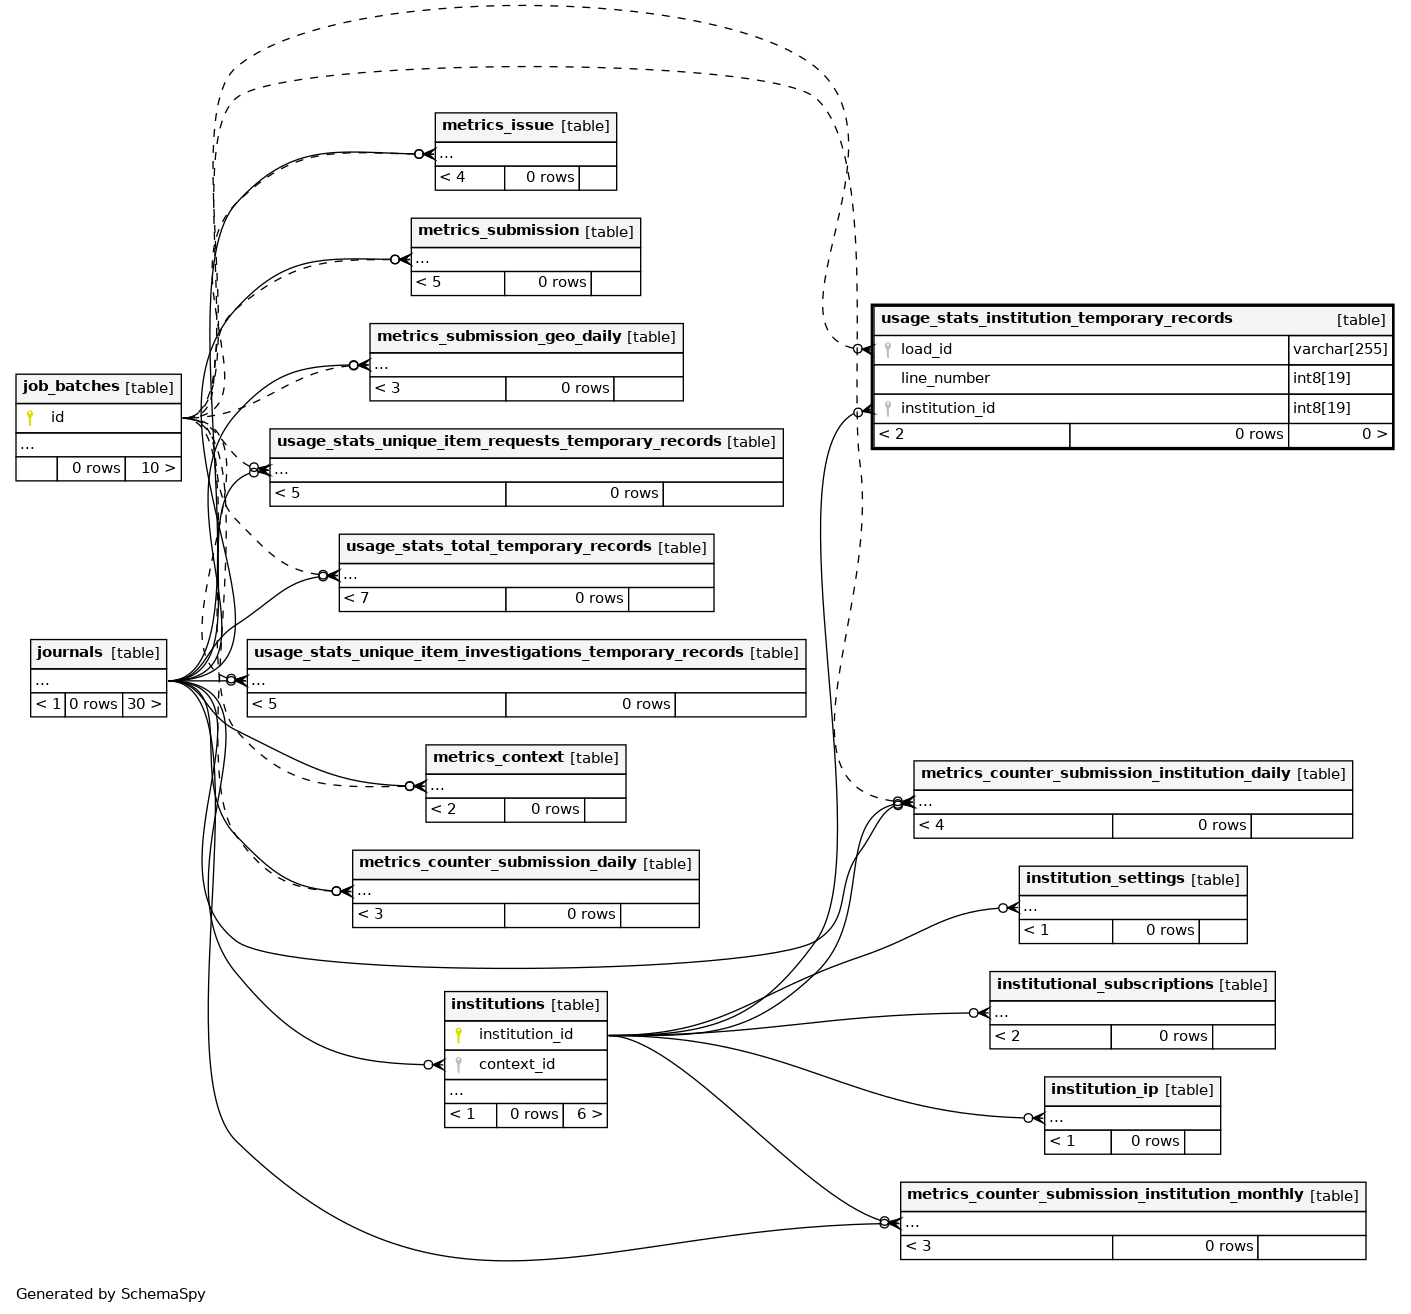 metrics_issue [table]
...
< 4 0 rows
metrics_submission [table]
...
< 5 0 rows
metrics_submission_geo_daily [table]
...
< 3 0 rows
job_batches [table]
id
...
0 rows 10 >
usage_stats_institution_temporary_records [table]
load_id varchar[255]
line_number int8[19]
institution_id int8[19]
< 2 0 rows 0 >
usage_stats_unique_item_requests_temporary_records [table]
...
< 5 0 rows
usage_stats_total_temporary_records [table]
...
< 7 0 rows
journals [table]
...
< 1 0 rows 30 >
usage_stats_unique_item_investigations_temporary_records [table]
...
< 5 0 rows
metrics_context [table]
...
< 2 0 rows
metrics_counter_submission_institution_daily [table]
...
< 4 0 rows
metrics_counter_submission_daily [table]
...
< 3 0 rows
institution_settings [table]
...
< 1 0 rows
institutions [table]
institution_id
context_id
...
< 1 0 rows 6 >
institutional_subscriptions [table]
...
< 2 0 rows
institution_ip [table]
...
< 1 0 rows
metrics_counter_submission_institution_monthly [table]
...
< 3 0 rows
Generated by SchemaSpy